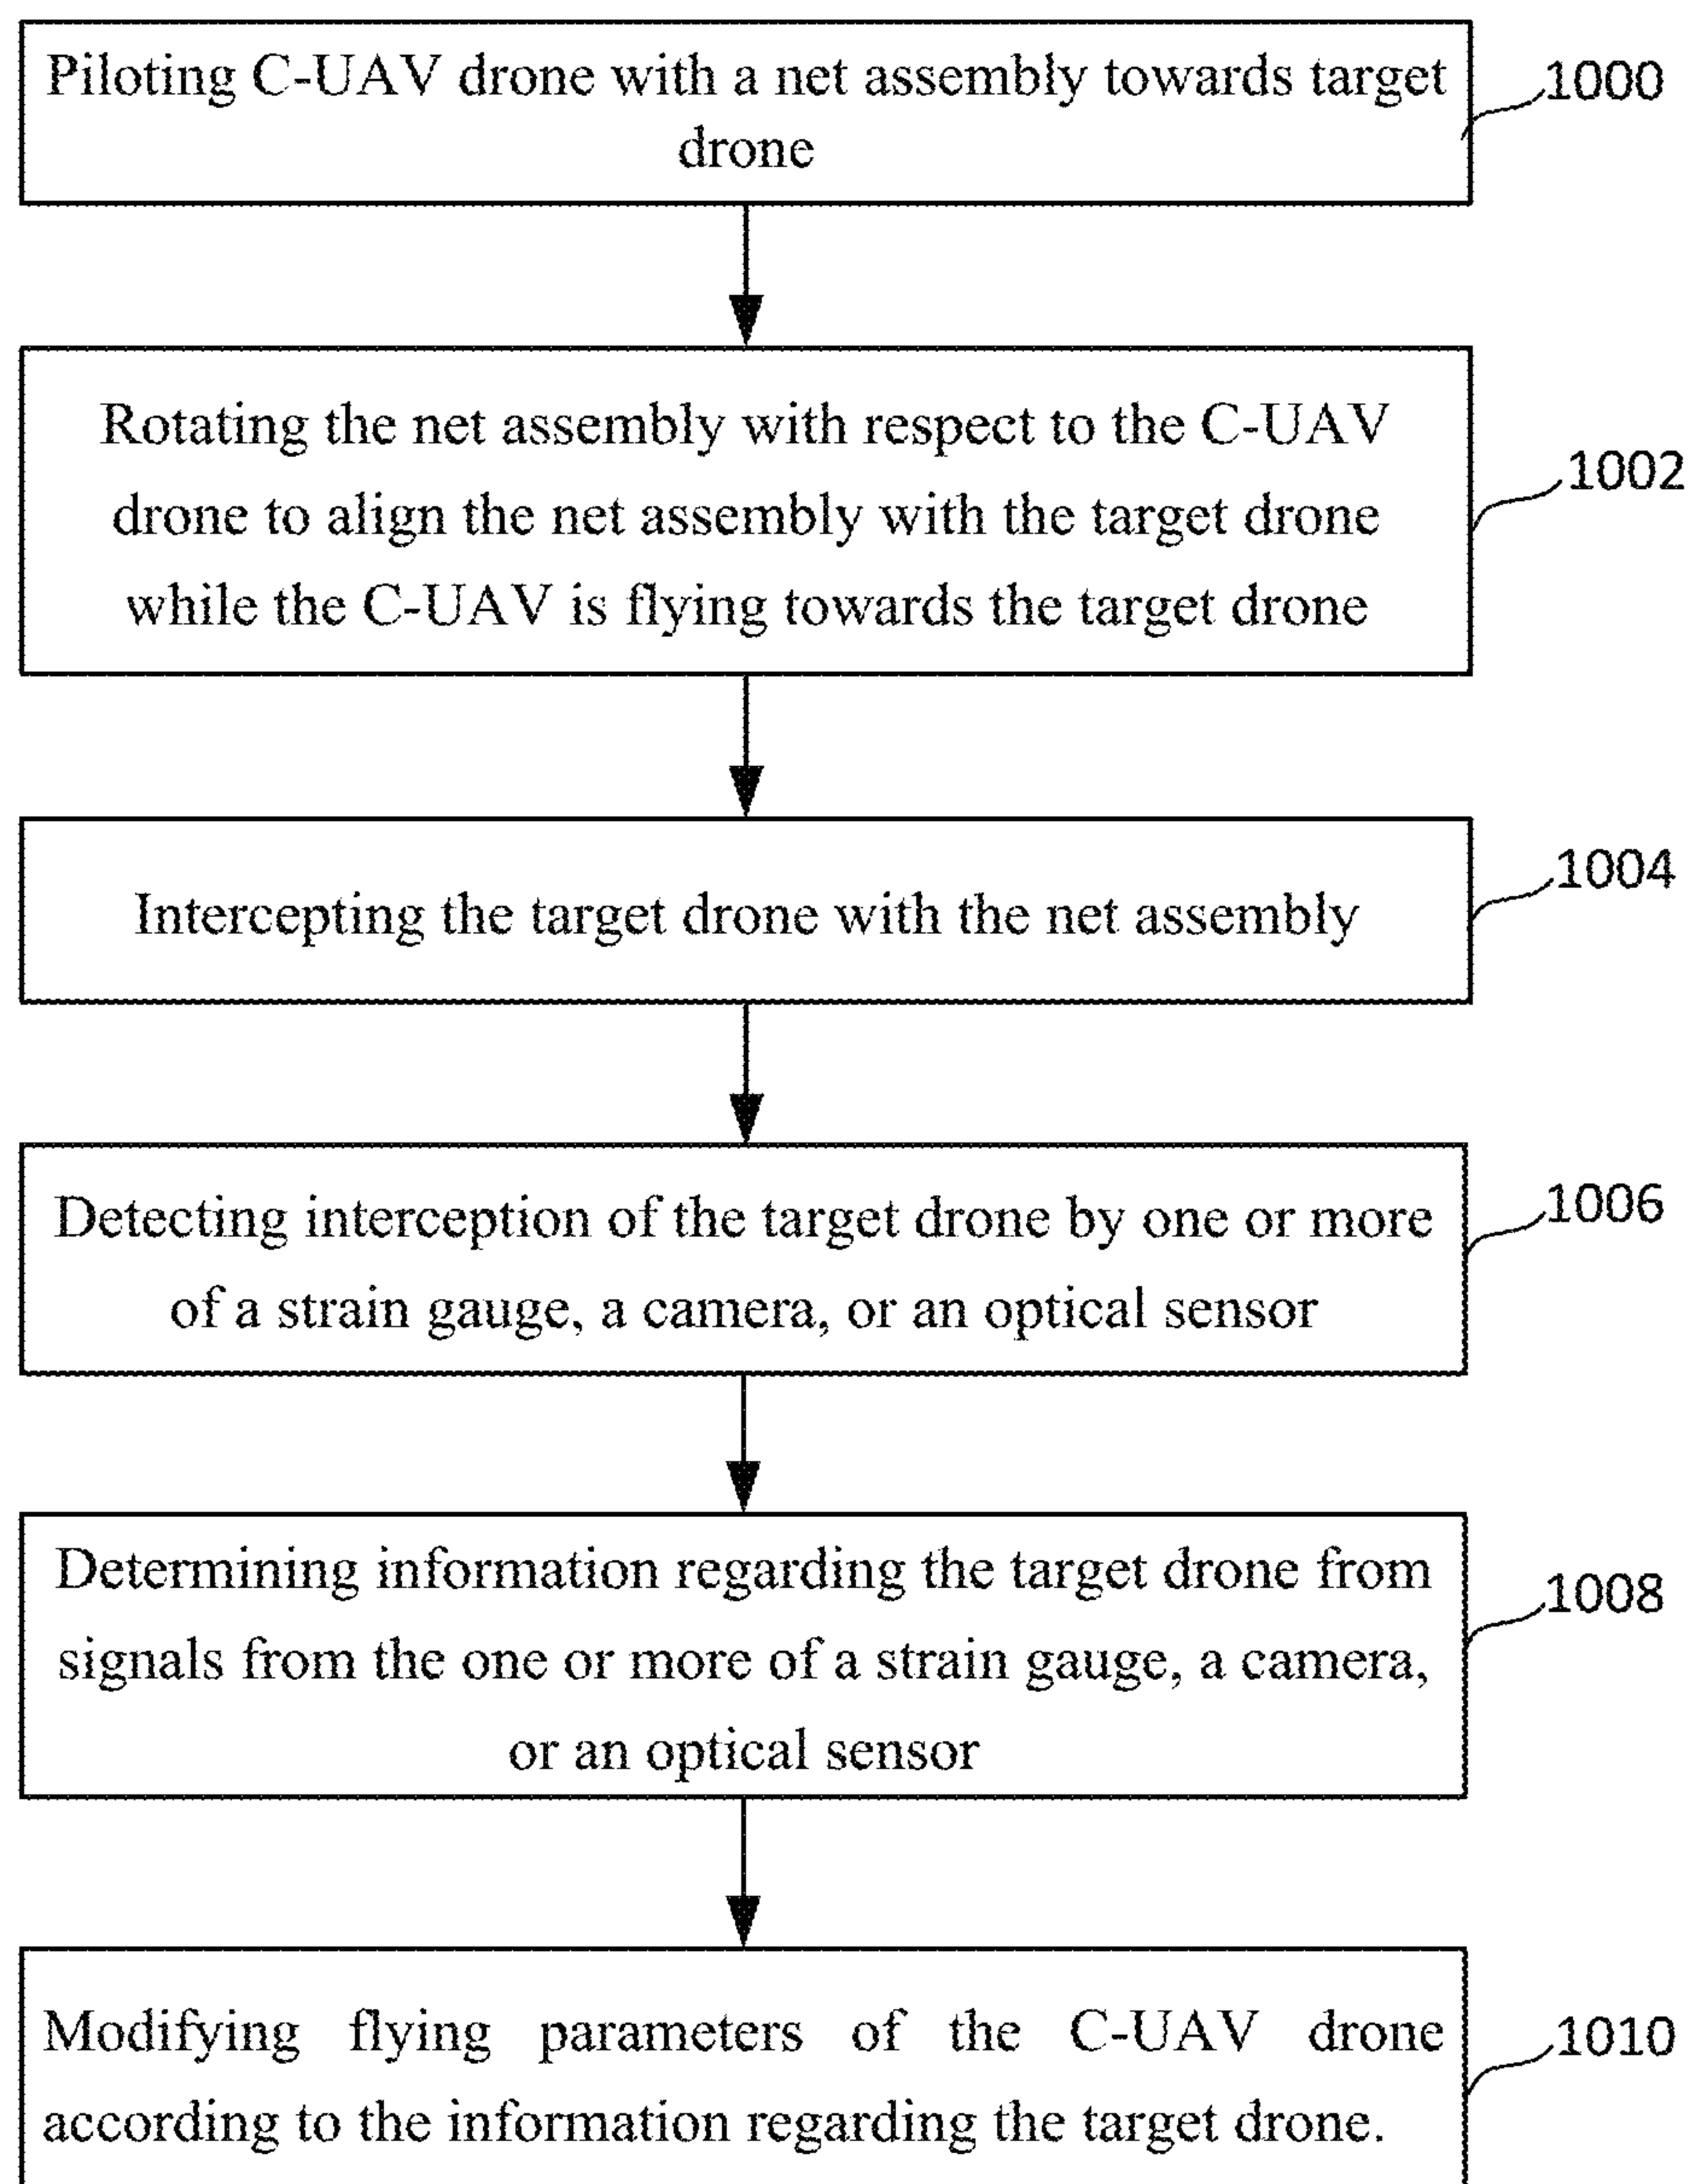 Piloting C-UAV drone with a net assembly towards target
drone
1000
Rotating the net assembly with respect to the C-UAV
drone to align the net assembly with the target drone
while the C-UAV is flying towards the target drone
1002
Intercepting the target drone with the net assembly
1004
Detecting interception of the target drone by one or more
of a strain gauge, a camera, or an optical sensor
1006
Determining information regarding the target drone from
signals from the one or more of a strain gauge, a camera,
or an optical sensor
1008
Modifying flying parameters of the C-UAV drone
according to the information regarding the target drone.
1010